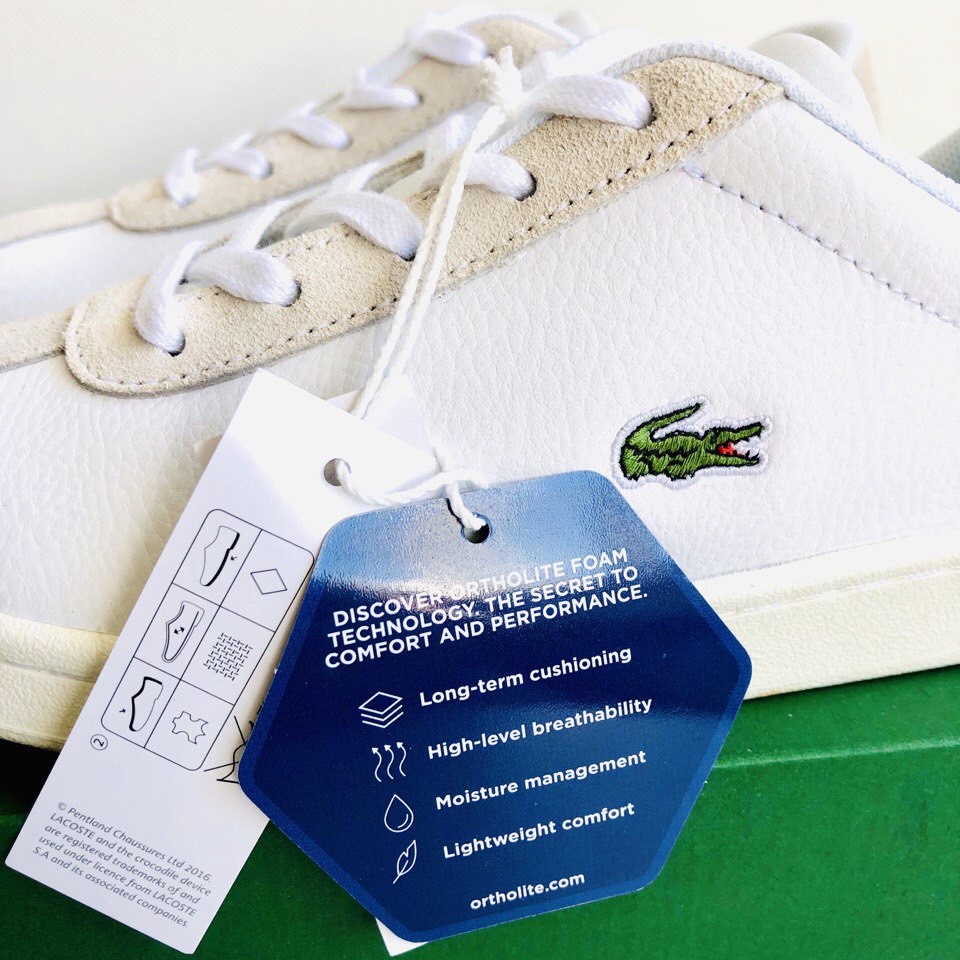 DISCOVER ORTHOLITE FOAM
TECHNOLOGY. THE SECRET TO
COMFORT AND PERFORMANCE.
Long-term cushioning
High-level breathability
Moisture management
Lightweight comfort
ortholite.com
2
© Pentland Chaussures Ltd 2016.
LACOSTE and the crocodile device
are registered trademarks of and
used under licence from LACOSTE
S.A and its associated companies.